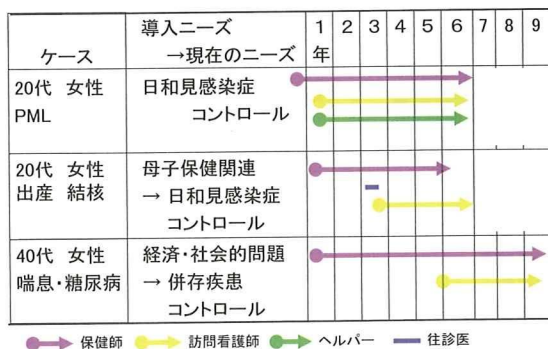 ケース
導入ニーズ
→現在のニーズ
1年 2 3 4 5 6 7 8 9
20代 女性
PML
日和見感染症
コントロール
20代 女性
出産 結核
母子保健関連
→ 日和見感染症
コントロール
40代 女性
喘息・糖尿病
経済・社会的問題
→ 併存疾患
コントロール
保健師 訪問看護師 ヘルパー 往診医